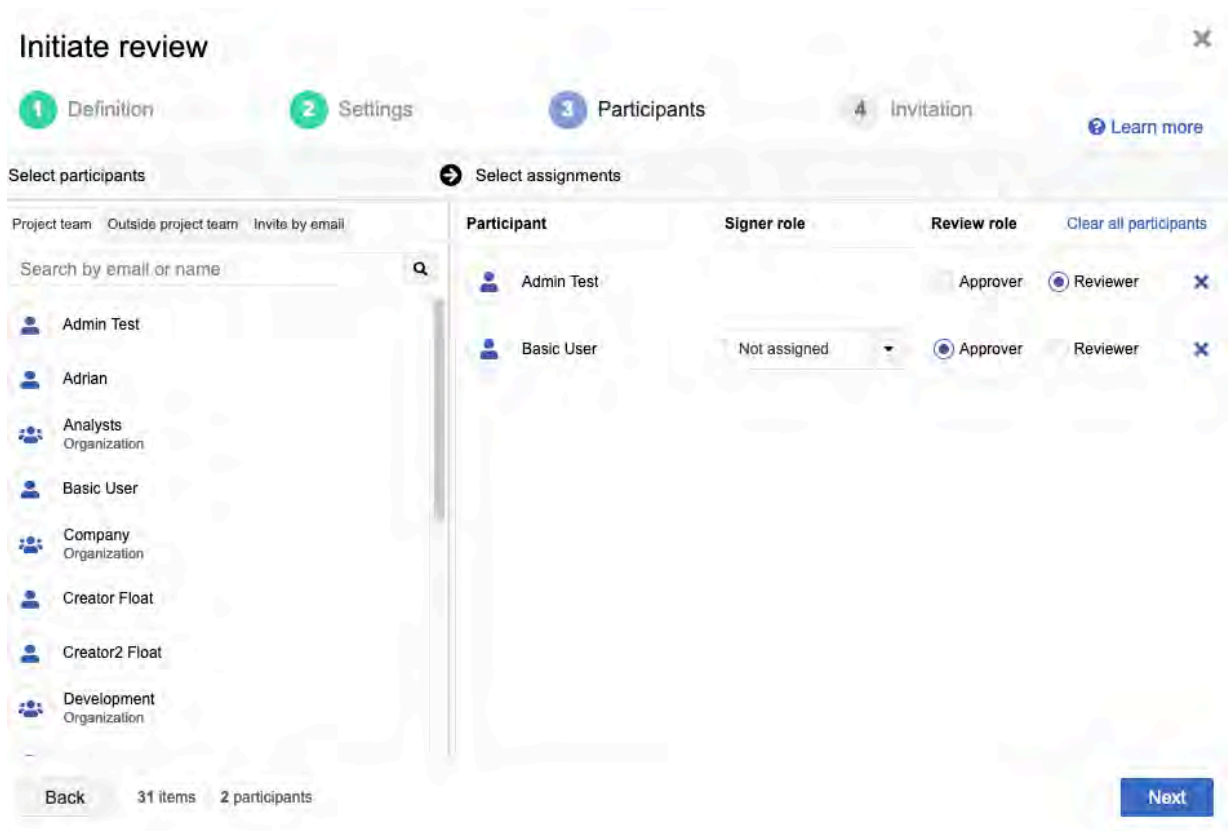 Initiate review
1 Definition 2 Settings 3 Participants 4 Invitation
Learn more
Select participants
Select assignments
Project team Outside project team Invite by email
Participant Signer role Review role Clear all participants
Search by email or name
Admin Test Approver Reviewer
Admin Test
Basic User Not assigned Approver Reviewer
Adrian
Analysts
Organization
Basic User
Company
Organization
Creator Float
Creator2 Float
Development
Organization
Back 31 items 2 participants Next